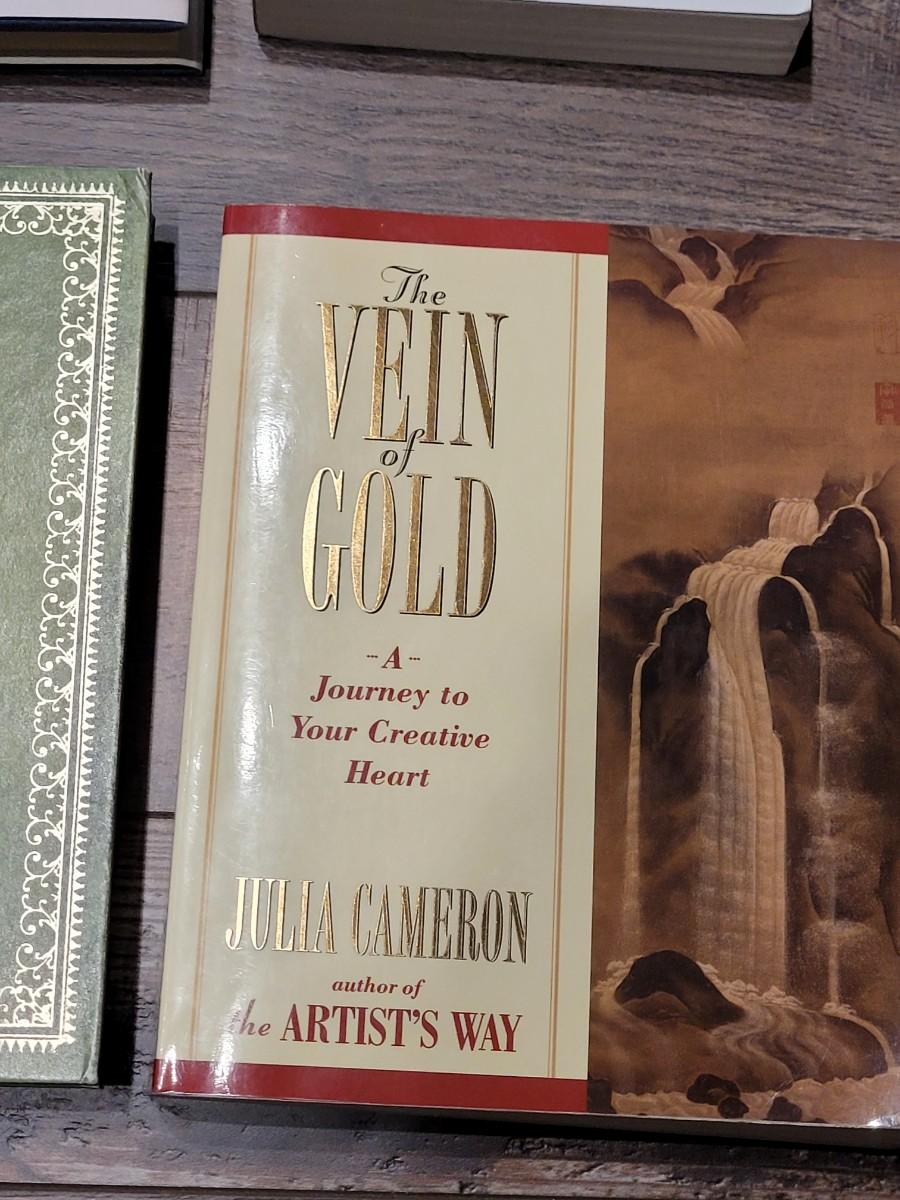 The
VEIN
of
GOLD
A
Journey to
Your Creative
Heart
JULIA CAMERON
author of
the ARTIST'S WAY